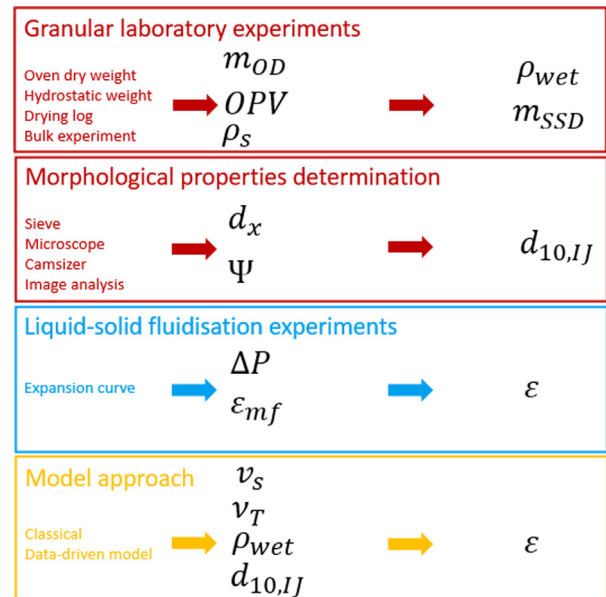 Granular laboratory experiments
Oven dry weight
Hydrostatic weight
Drying log
Bulk experiment
m_OD
OPV
ρ_s
ρ_wet
m_SSD
Morphological properties determination
Sieve
Microscope
Camsizer
Image analysis
d_x
Ψ
d_10,IJ
Liquid-solid fluidisation experiments
Expansion curve
ΔP
ε_mf
ε
Model approach
Classical
Data-driven model
v_s
ν_T
ρ_wet
d_10,IJ
ε